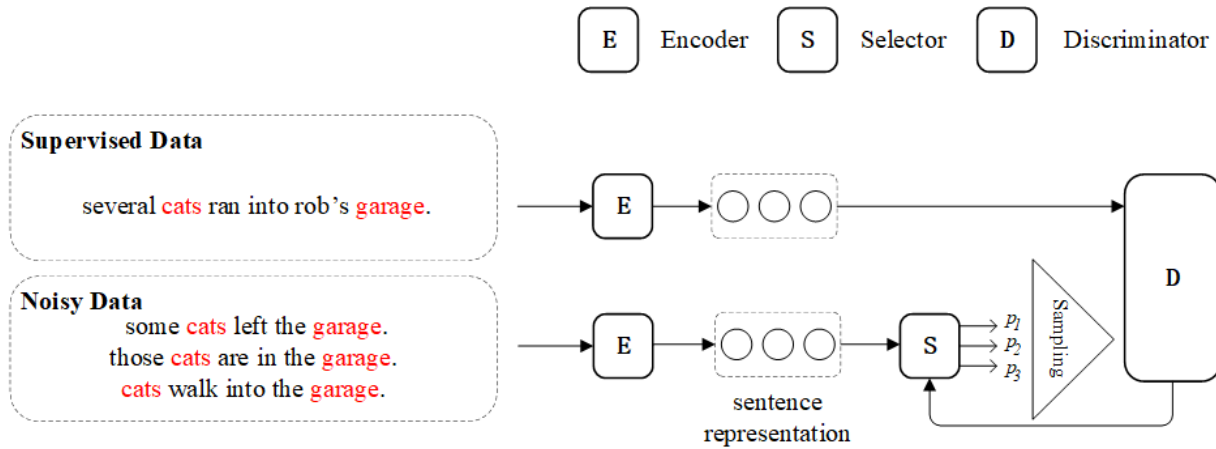 E Encoder S Selector D Discriminator
Supervised Data
several cats ran into rob's garage.
E
D
Noisy Data
some cats left the garage.
those cats are in the garage.
cats walk into the garage.
E
S
p1
p2
p3
Sampling
sentence
representation